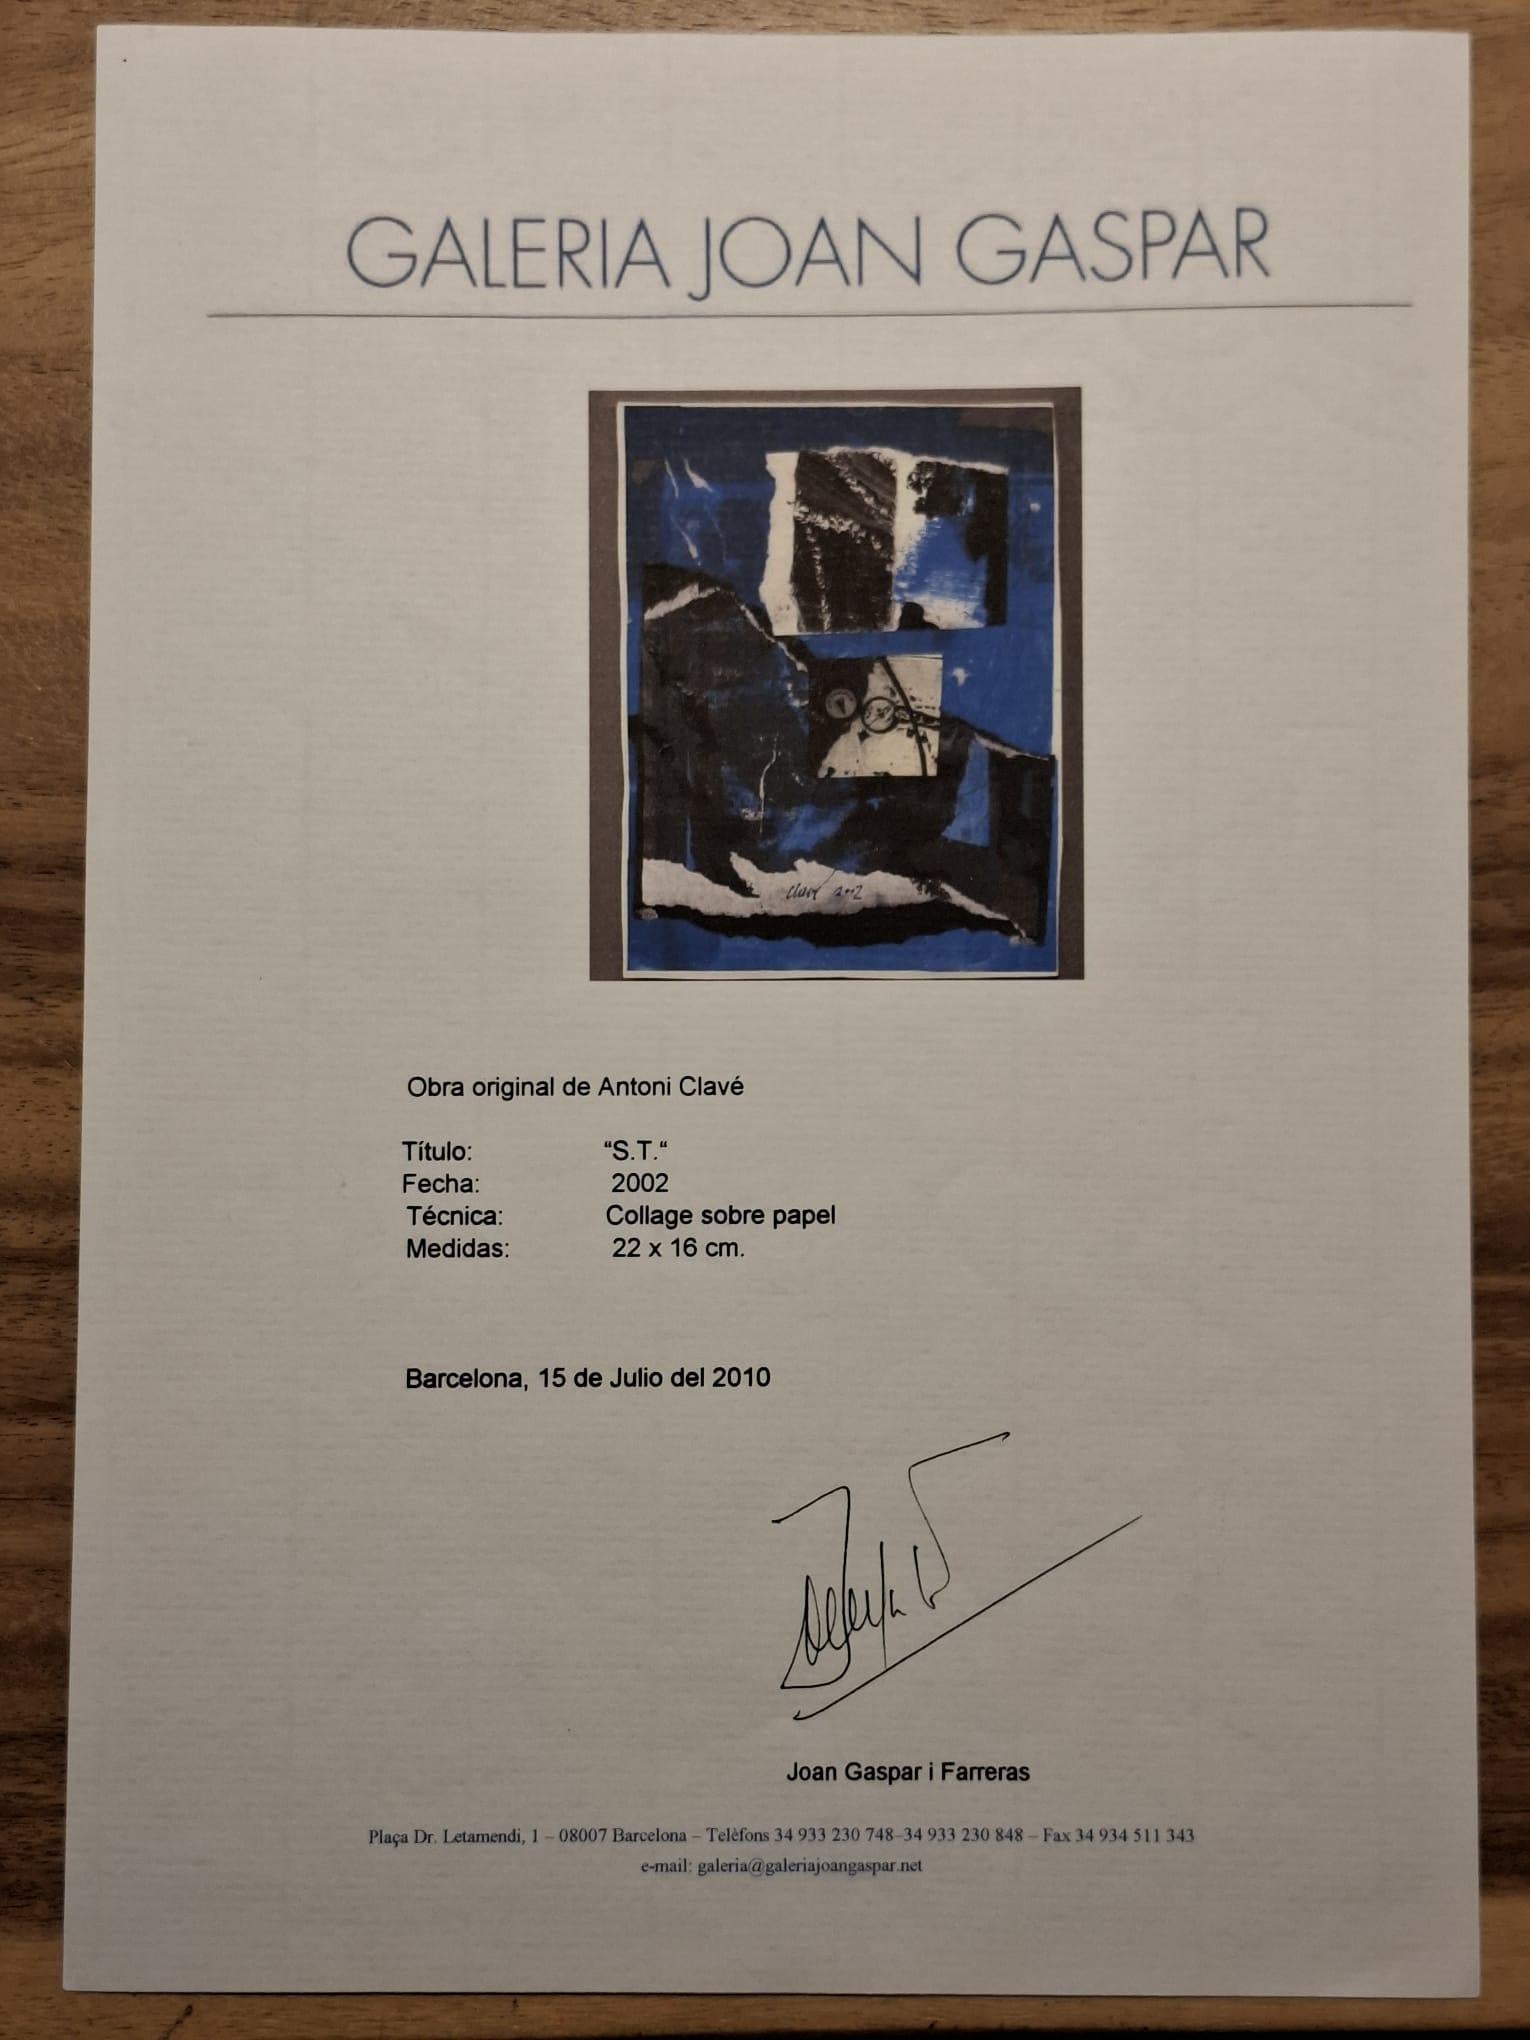 GALERIA JOAN GASPAR
Clavé 2002
Obra original de Antoni Clavé
Título: “S.T.“
Fecha: 2002
Técnica: Collage sobre papel
Medidas: 22 x 16 cm.
Barcelona, 15 de Julio del 2010
Joan Gaspar i Farreras
Plaça Dr. Letamendi, 1 – 08007 Barcelona – Telèfons 34 933 230 748–34 933 230 848 – Fax 34 934 511 343
e-mail: galeria@galeriajoangaspar.net